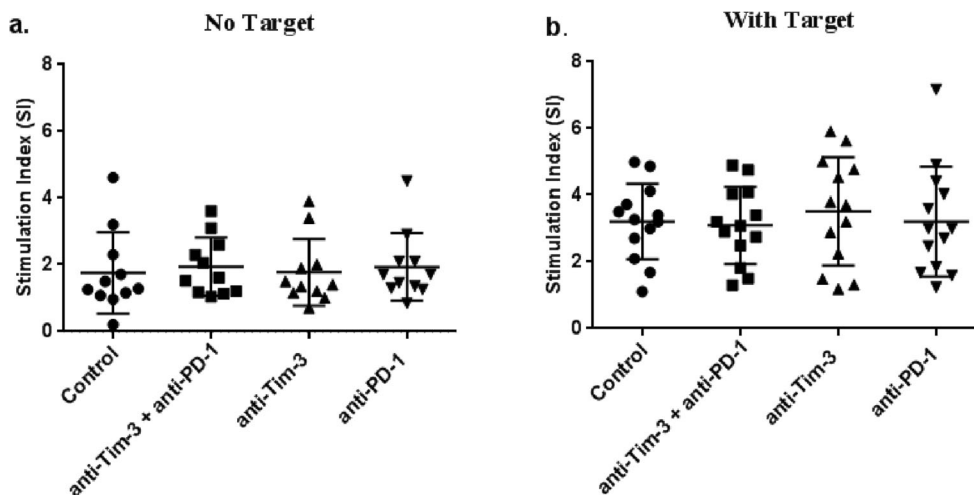 a.
No Target
Stimulation Index (SI)
8
6
4
2
0
Control
anti-Tim-3 + anti-PD-1
anti-Tim-3
anti-PD-1
b.
With Target
Stimulation Index (SI)
8
6
4
2
0
Control
anti-Tim-3 + anti-PD-1
anti-Tim-3
anti-PD-1